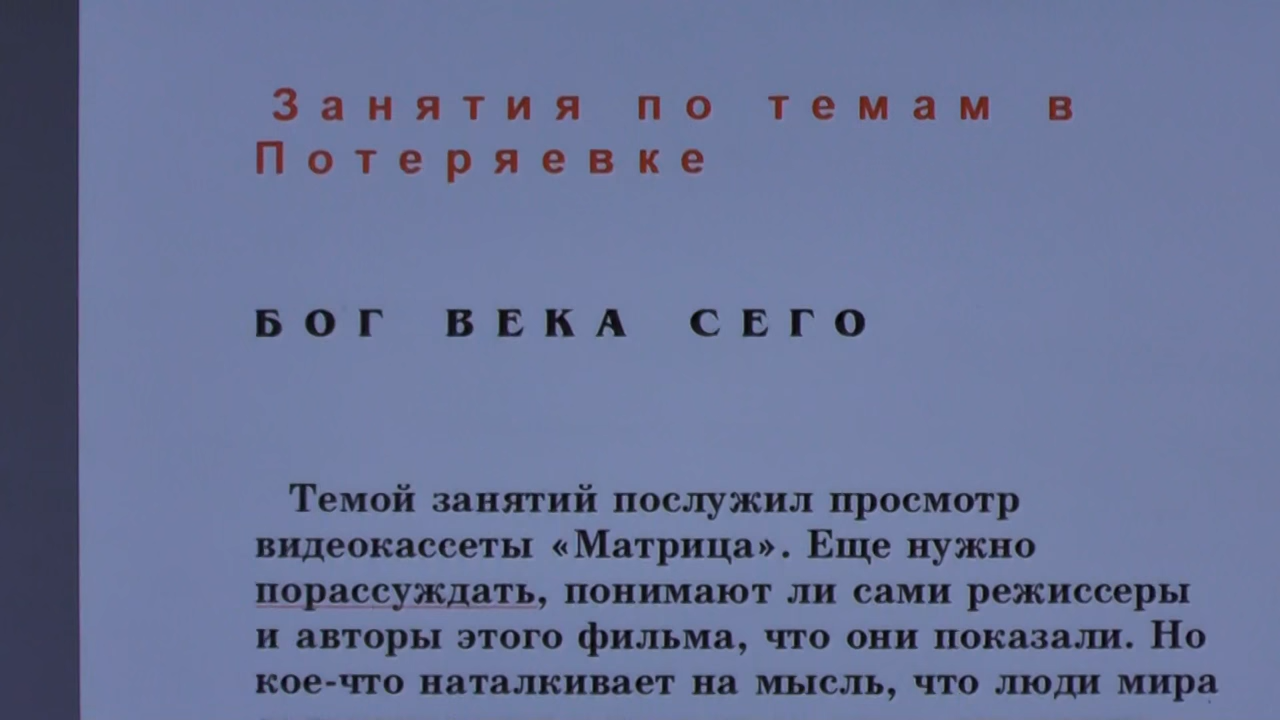 Занятия по темам в
Потеряевке
БОГ ВЕКА СЕГО
Темой занятий послужил просмотр
видеокассеты «Матрица». Еще нужно
порассуждать, понимают ли сами режиссеры
и авторы этого фильма, что они показали. Но
кое-что наталкивает на мысль, что люди мира